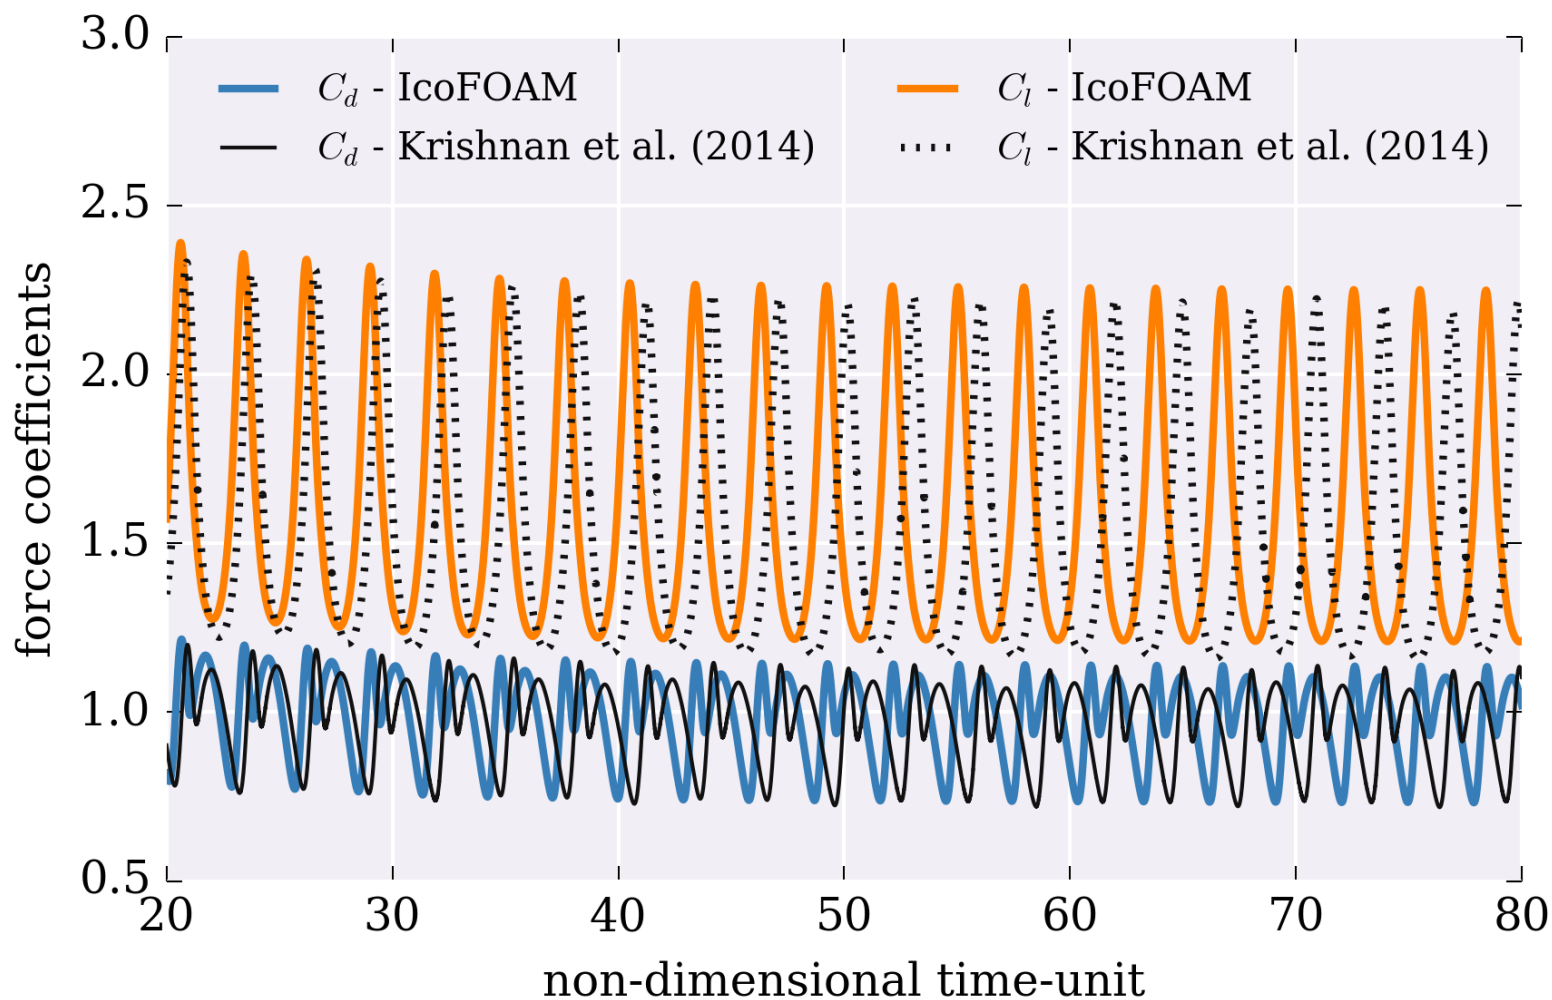 3.0
C_d - IcoFOAM
C_l - IcoFOAM
C_d - Krishnan et al. (2014)
C_l - Krishnan et al. (2014)
2.5
2.0
1.5
1.0
0.5
force coefficients
20 30 40 50 60 70 80
non-dimensional time-unit